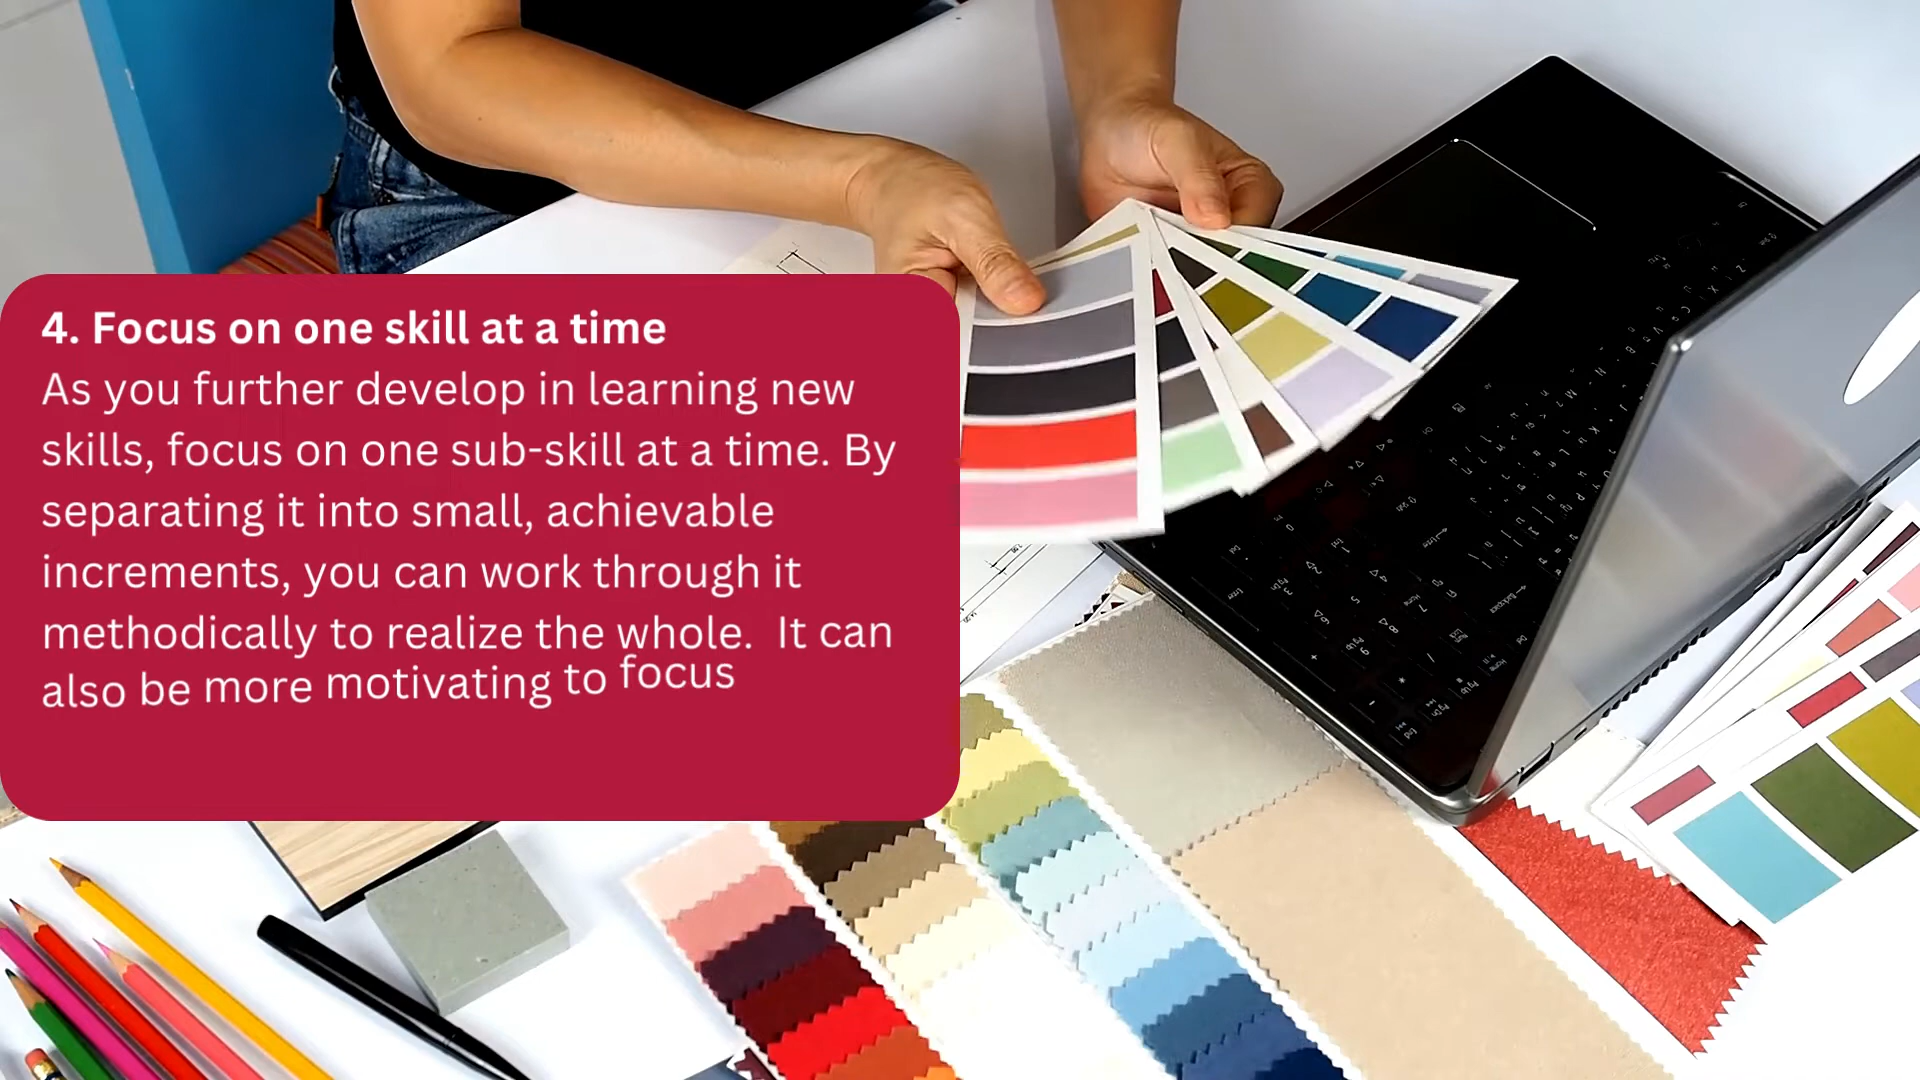 4. Focus on one skill at a time
As you further develop in learning new
skills, focus on one sub-skill at a time. By
separating it into small, achievable
increments, you can work through it
methodically to realize the whole. It can
also be more motivating to focus